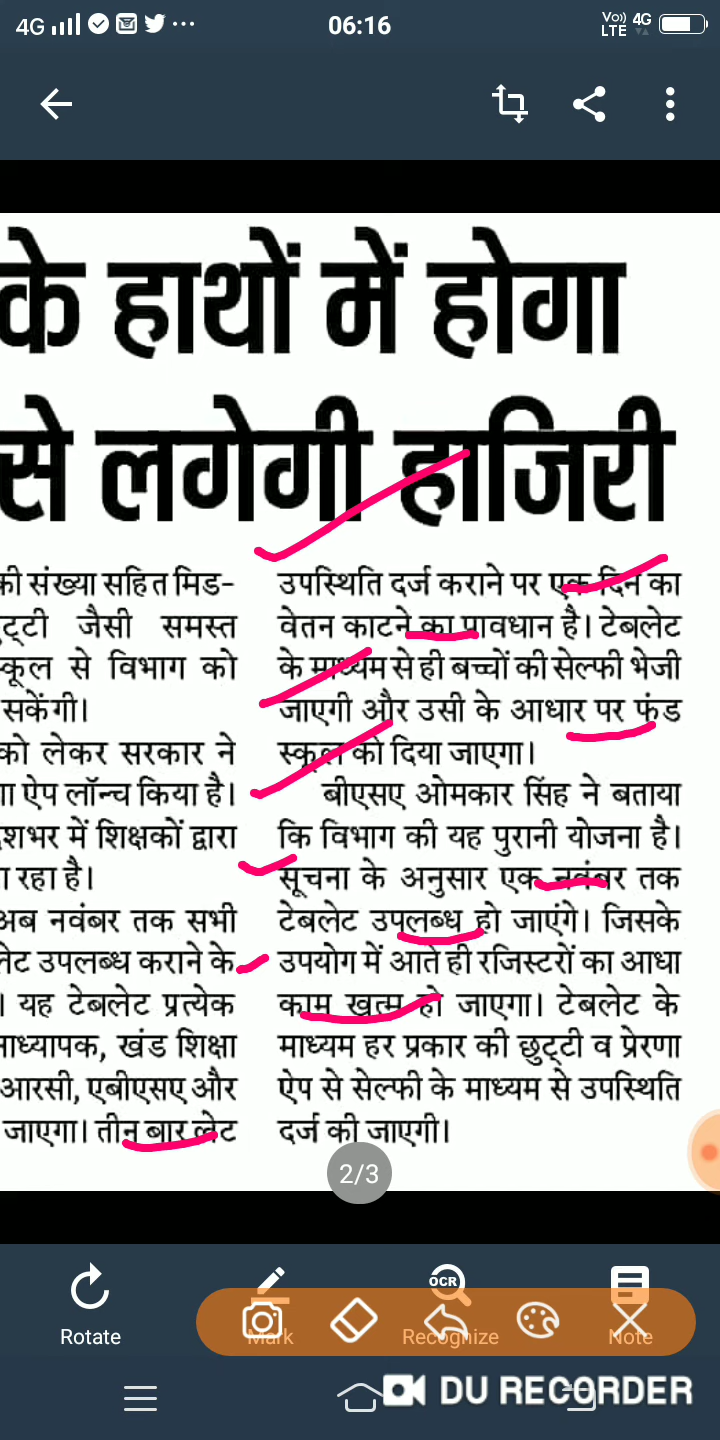 4G
06:16
Vo)) LTE 4G
के हाथों में होगा
से लगेगी हाजिरी
की संख्या सहित मिड-
ट्टी जैसी समस्त
कूल से विभाग को
सकेंगी।
को लेकर सरकार ने
ऐप लॉन्च किया है।
शभर में शिक्षकों द्वारा
रहा है।
अब नवंबर तक सभी
लेट उपलब्ध कराने के
। यह टेबलेट प्रत्येक
ाध्यापक, खंड शिक्षा
आरसी, एबीएसए और
जाएगा। तीन बार लेट
उपस्थिति दर्ज कराने पर एक दिन का
वेतन काटने का प्रावधान है। टेबलेट
के माध्यम से ही बच्चों की सेल्फी भेजी
जाएगी और उसी के आधार पर फंड
स्कूल को दिया जाएगा।
बीएसए ओमकार सिंह ने बताया
कि विभाग की यह पुरानी योजना है।
सूचना के अनुसार एक नवंबर तक
टेबलेट उपलब्ध हो जाएंगे। जिसके
उपयोग में आते ही रजिस्टरों का आधा
काम खत्म हो जाएगा। टेबलेट के
माध्यम हर प्रकार की छुट्टी व प्रेरणा
ऐप से सेल्फी के माध्यम से उपस्थिति
दर्ज की जाएगी।
2/3
OCR
Rotate Mark Recognize Note
DU RECORDER